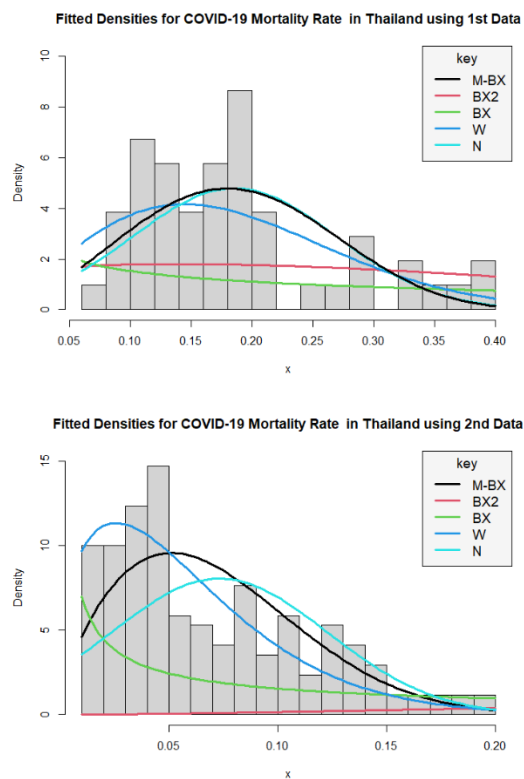 Fitted Densities for COVID-19 Mortality Rate in Thailand using 1st Data
key
M-BX
BX2
BX
W
N
Density
10
8
6
4
2
0
0.05 0.10 0.15 0.20 0.25 0.30 0.35 0.40
x
Fitted Densities for COVID-19 Mortality Rate in Thailand using 2nd Data
key
M-BX
BX2
BX
W
N
Density
15
10
5
0
0.05 0.10 0.15 0.20
x